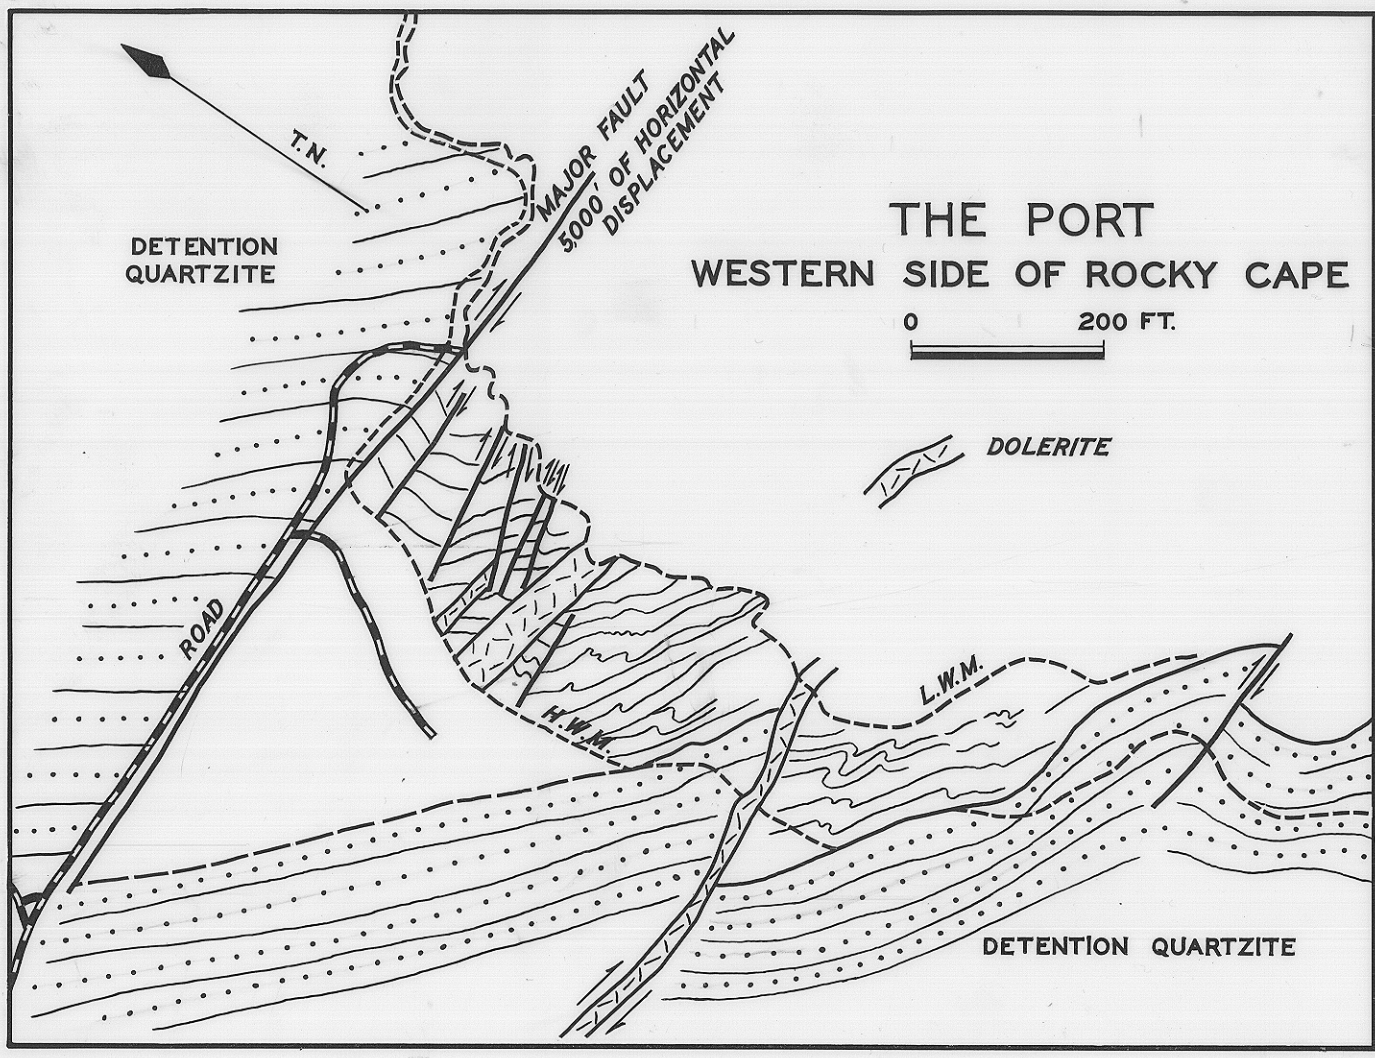 T.N.
MAJOR FAULT
5,000' OF HORIZONTAL
DISPLACEMENT
DETENTION
QUARTZITE
THE PORT
WESTERN SIDE OF ROCKY CAPE
0 200 FT.
DOLERITE
ROAD
L.W.M.
H.W.M.
DETENTION QUARTZITE